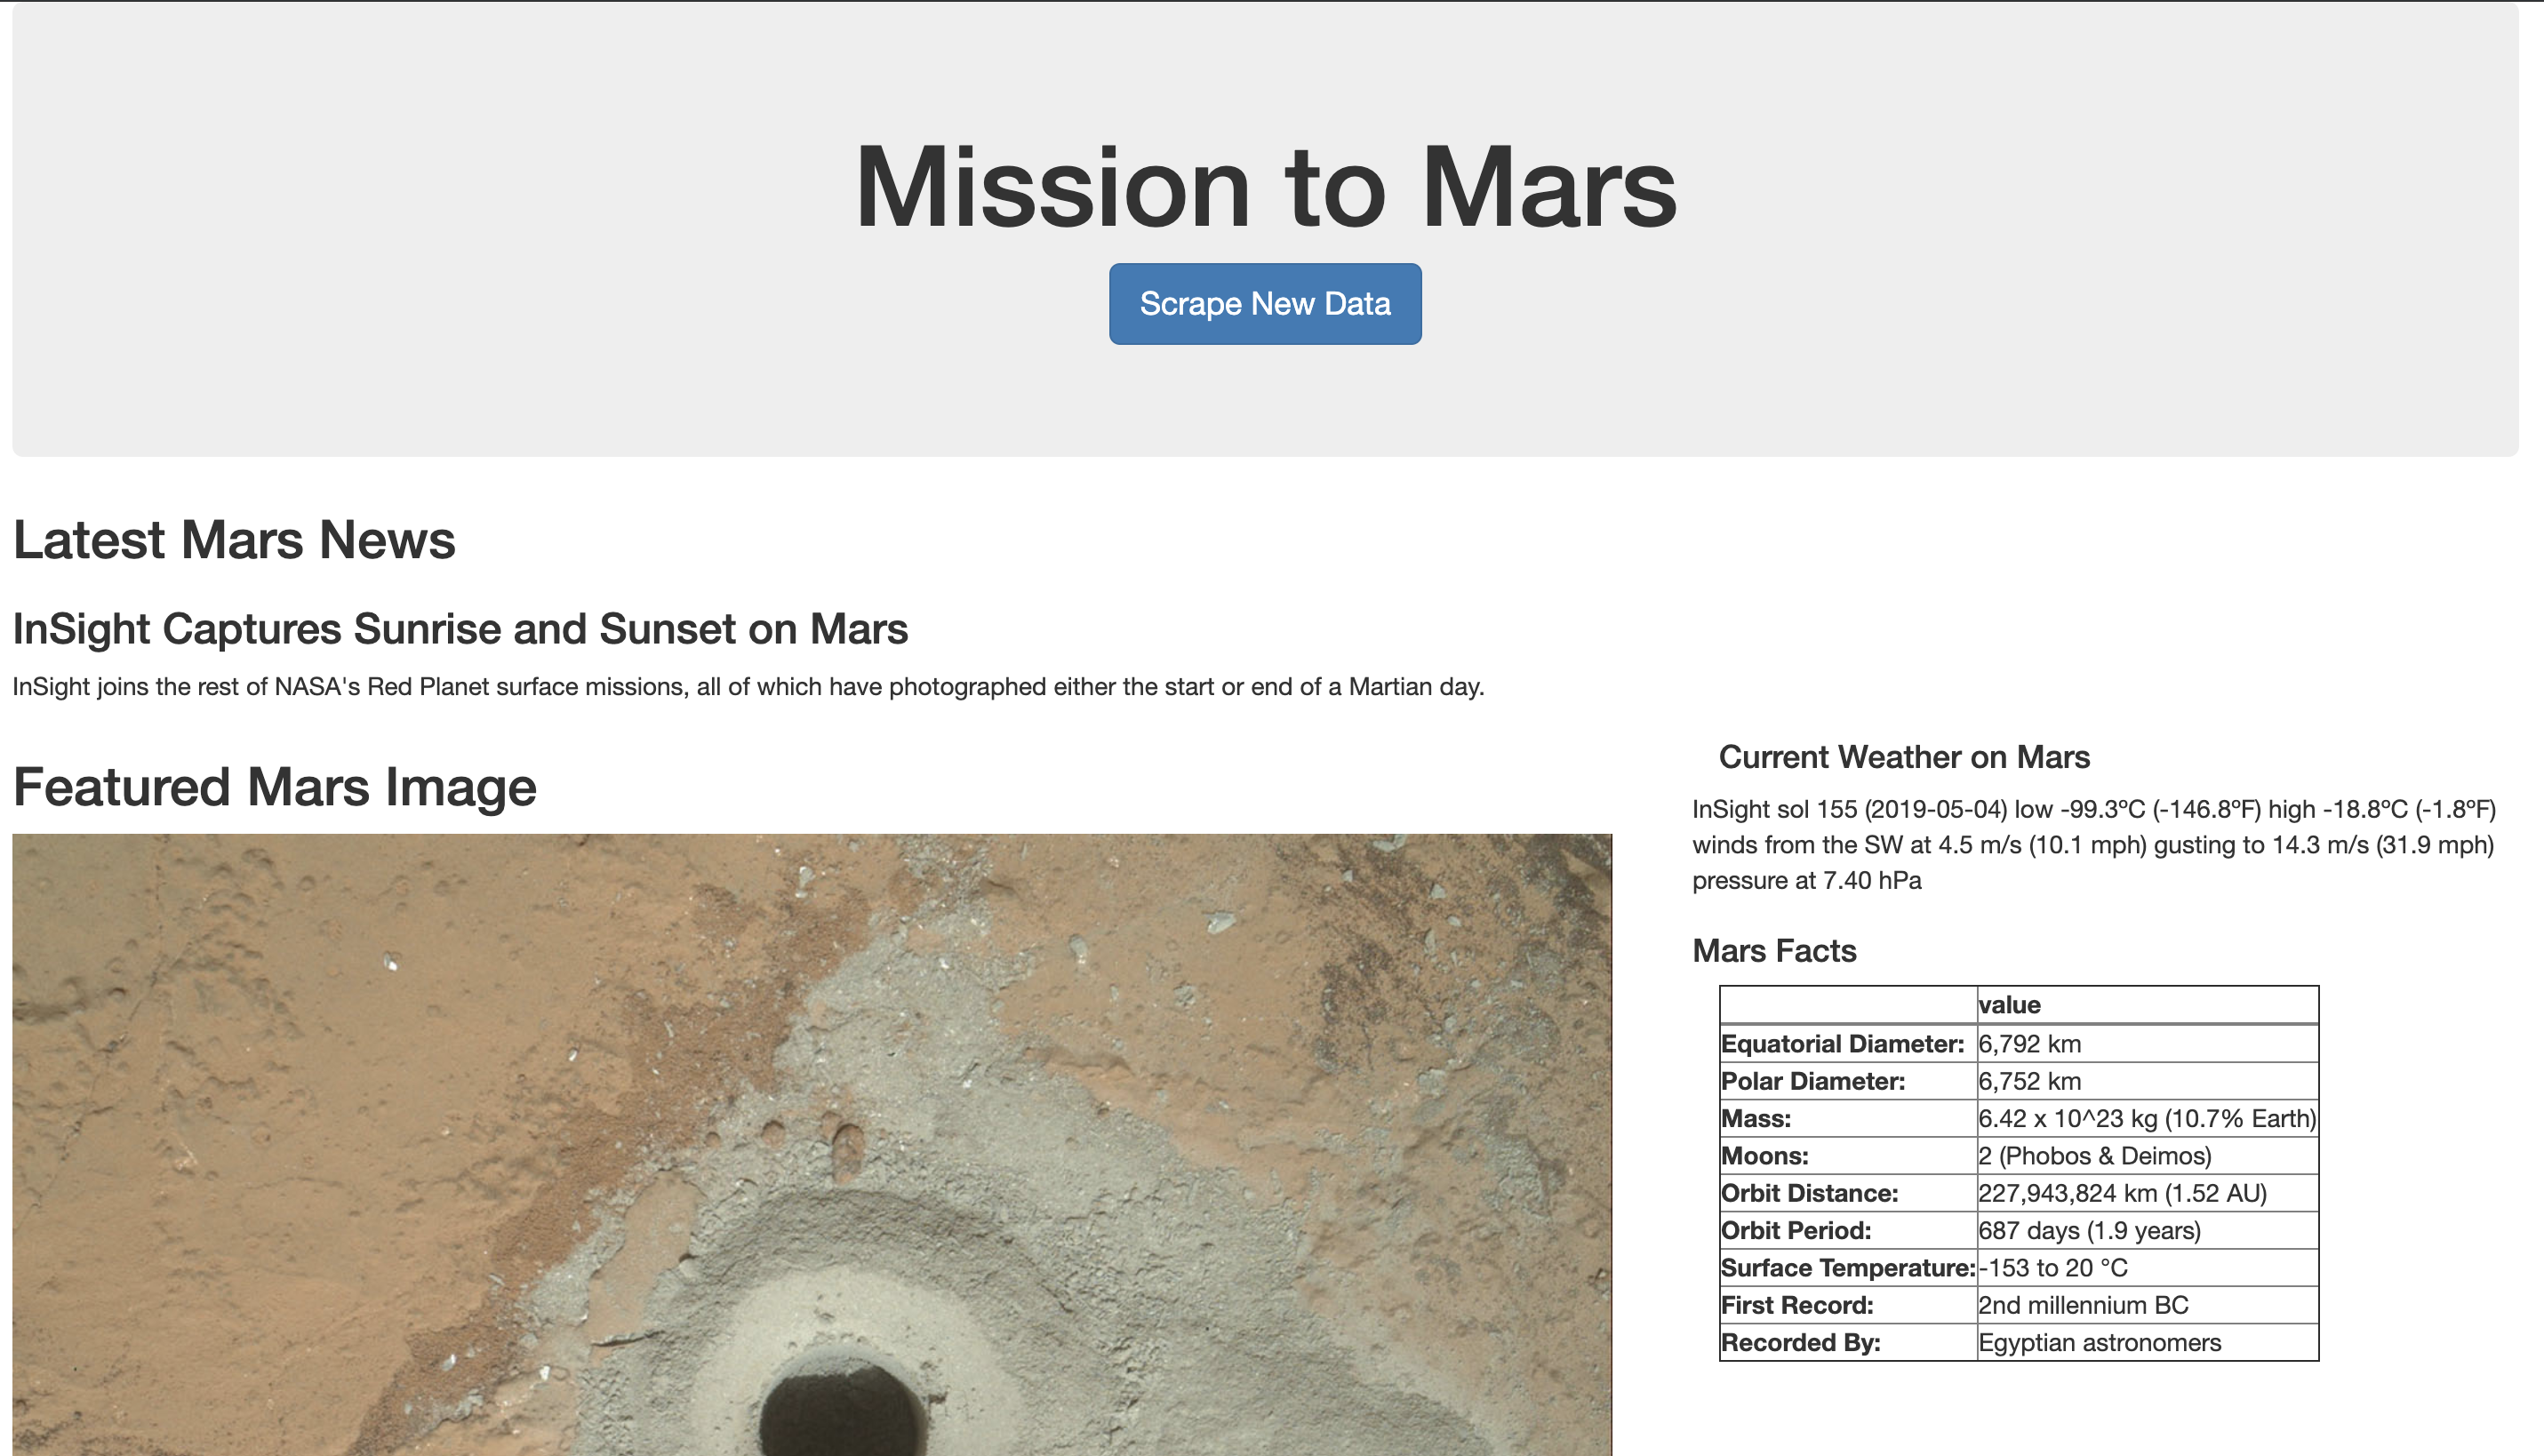 Mission to Mars
Scrape New Data
Latest Mars News
InSight Captures Sunrise and Sunset on Mars
InSight joins the rest of NASA's Red Planet surface missions, all of which have photographed either the start or end of a Martian day.
Featured Mars Image
Current Weather on Mars
InSight sol 155 (2019-05-04) low -99.3ºC (-146.8ºF) high -18.8ºC (-1.8ºF)
winds from the SW at 4.5 m/s (10.1 mph) gusting to 14.3 m/s (31.9 mph)
pressure at 7.40 hPa
Mars Facts
value
Equatorial Diameter: 6,792 km
Polar Diameter: 6,752 km
Mass: 6.42 x 10^23 kg (10.7% Earth)
Moons: 2 (Phobos & Deimos)
Orbit Distance: 227,943,824 km (1.52 AU)
Orbit Period: 687 days (1.9 years)
Surface Temperature: -153 to 20 °C
First Record: 2nd millennium BC
Recorded By: Egyptian astronomers